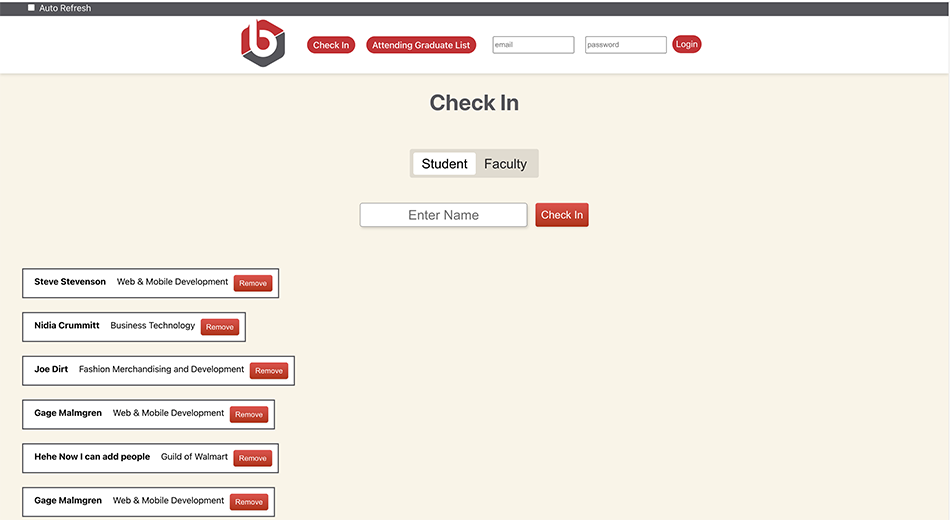 Auto Refresh
b
Check In Attending Graduate List email password Login
Check In
Student Faculty
Enter Name Check In
Steve Stevenson Web & Mobile Development Remove
Nidia Crummitt Business Technology Remove
Joe Dirt Fashion Merchandising and Development Remove
Gage Malmgren Web & Mobile Development Remove
Hehe Now I can add people Guild of Walmart Remove
Gage Malmgren Web & Mobile Development Remove